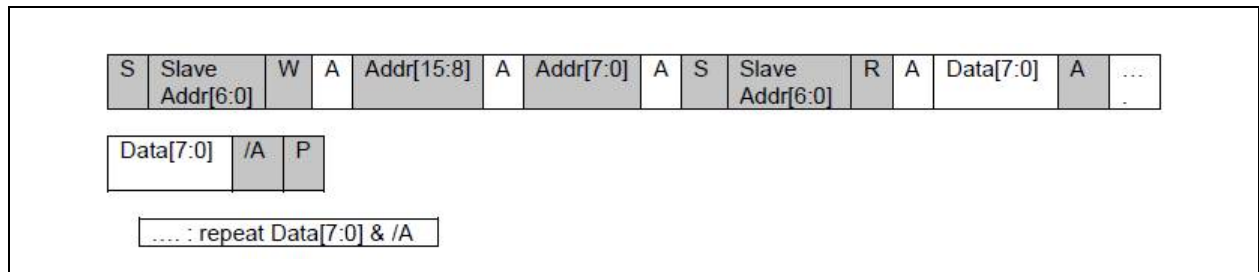 S Slave Addr[6:0] W A Addr[15:8] A Addr[7:0] A S Slave Addr[6:0] R A Data[7:0] A ....
Data[7:0] /A P
.... : repeat Data[7:0] & /A